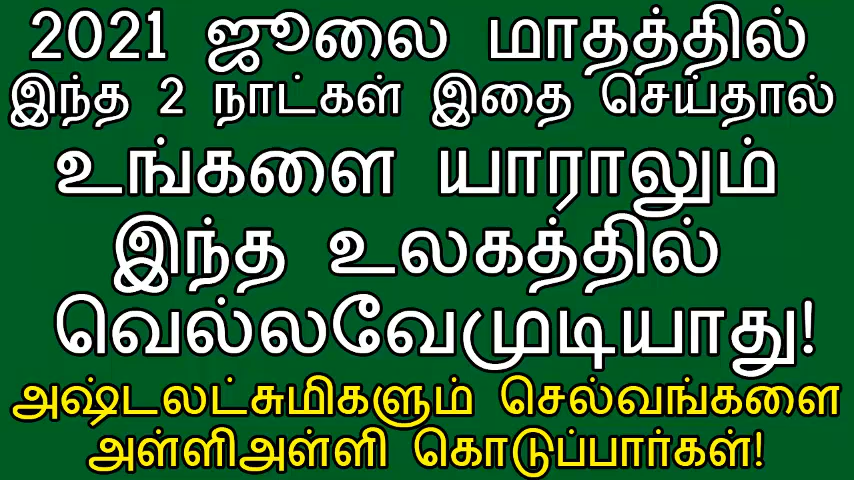 2021 ஜூலை மாதத்தில்
இந்த 2 நாட்கள் இதை செய்தால்
உங்களை யாராலும்
இந்த உலகத்தில்
வெல்லவேமுடியாது!
அஷ்டலட்சுமிகளும் செல்வங்களை
அள்ளிஅள்ளி கொடுப்பார்கள்!